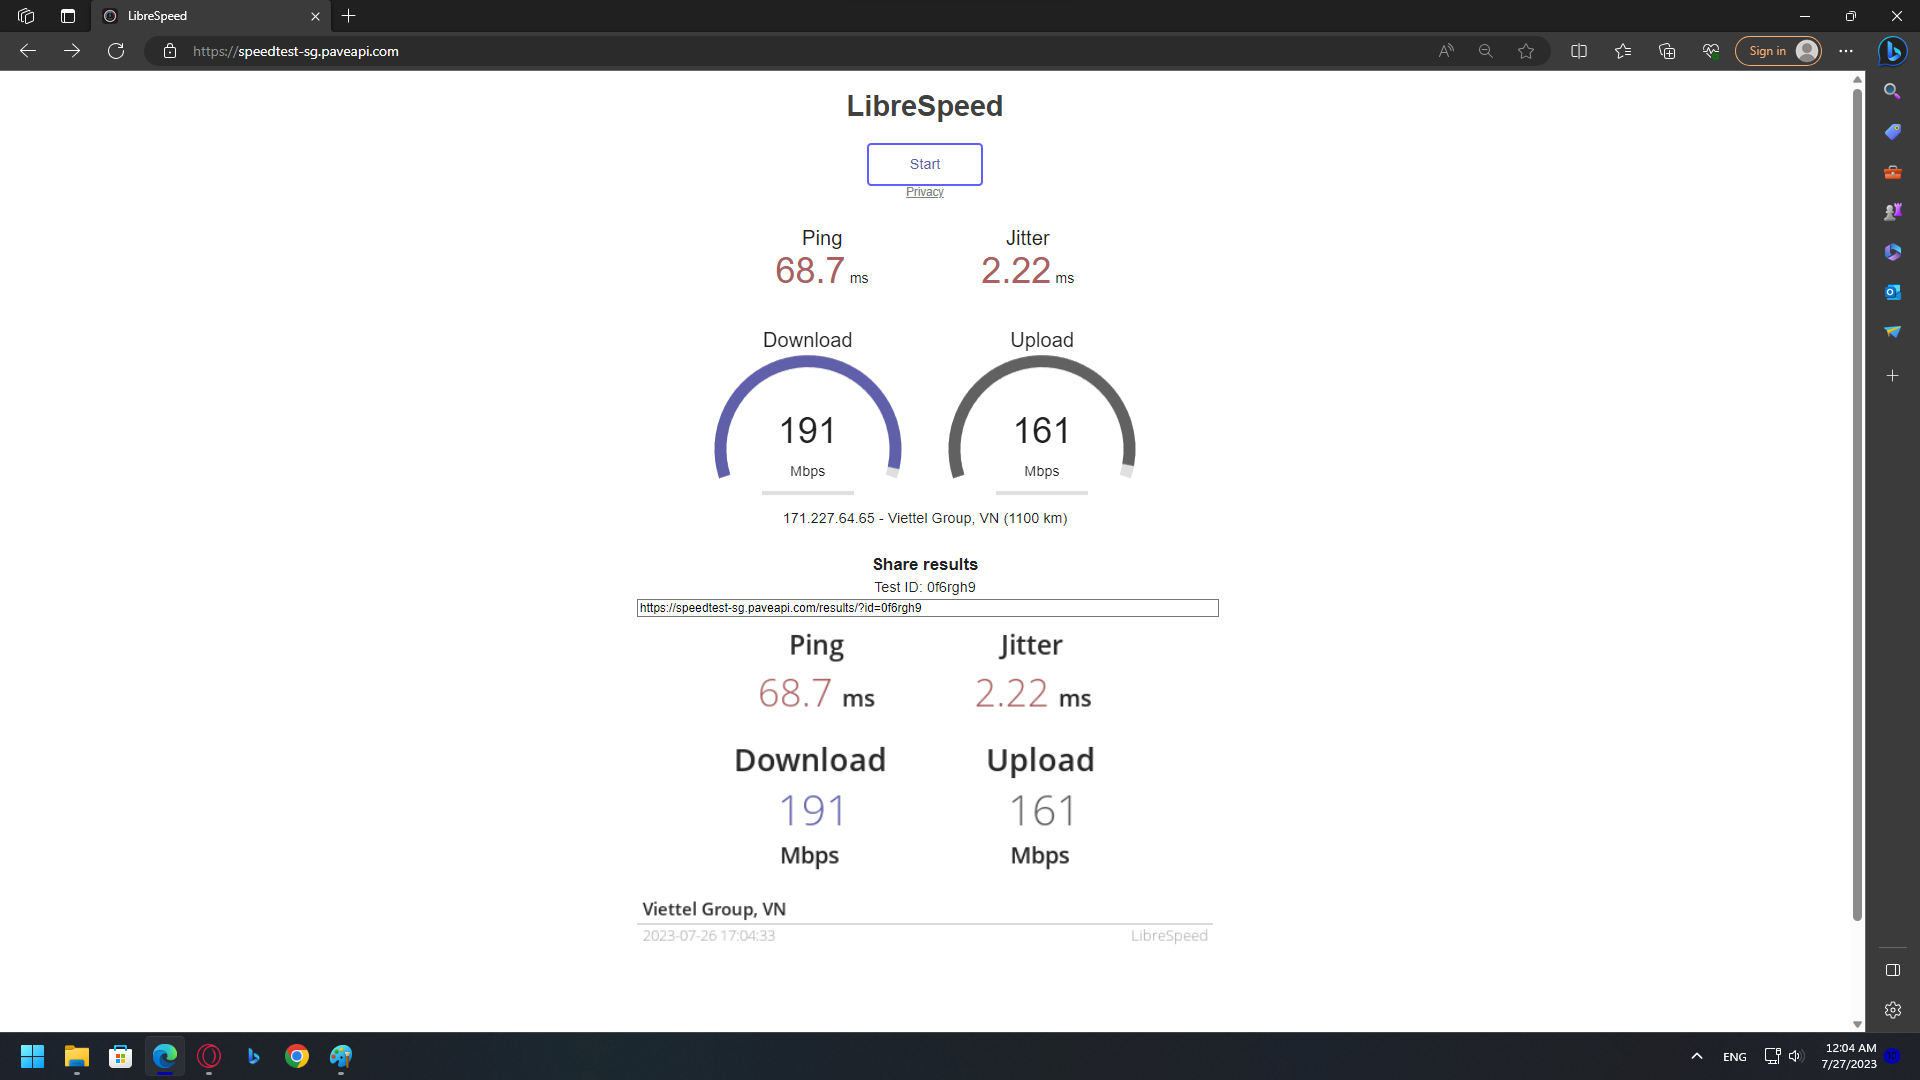 LibreSpeed
https://speedtest-sg.paveapi.com
Sign in
LibreSpeed
Start
Privacy
Ping
Jitter
68.7 ms
2.22 ms
Download
Upload
191
161
Mbps
Mbps
171.227.64.65 - Viettel Group, VN (1100 km)
Share results
Test ID: 0f6rgh9
https://speedtest-sg.paveapi.com/results/?id=0f6rgh9
Ping
Jitter
68.7 ms
2.22 ms
Download
Upload
191
161
Mbps
Mbps
Viettel Group, VN
2023-07-26 17:04:33
LibreSpeed
ENG
12:04 AM
7/27/2023